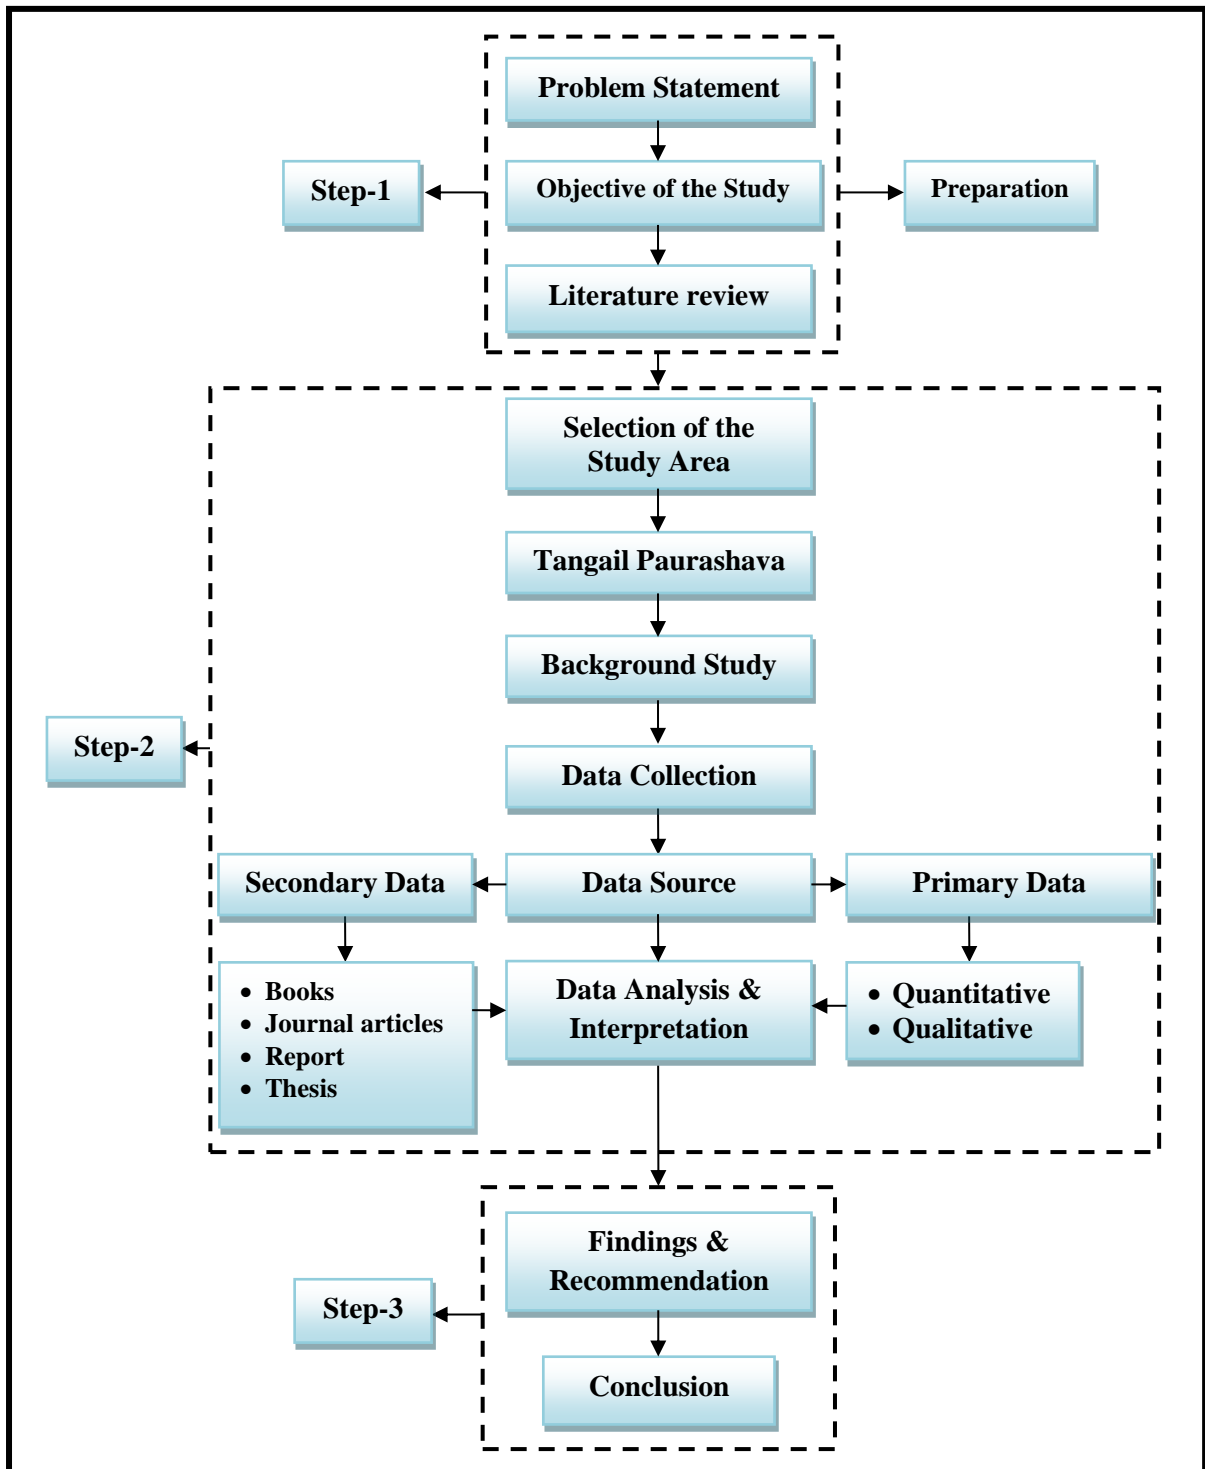 Problem Statement
Step-1
Objective of the Study
Preparation
Literature review
Selection of the
Study Area
Tangail Paurashava
Background Study
Step-2
Data Collection
Secondary Data
Data Source
Primary Data
• Books
• Journal articles
• Report
• Thesis
Data Analysis &
Interpretation
• Quantitative
• Qualitative
Findings &
Recommendation
Step-3
Conclusion